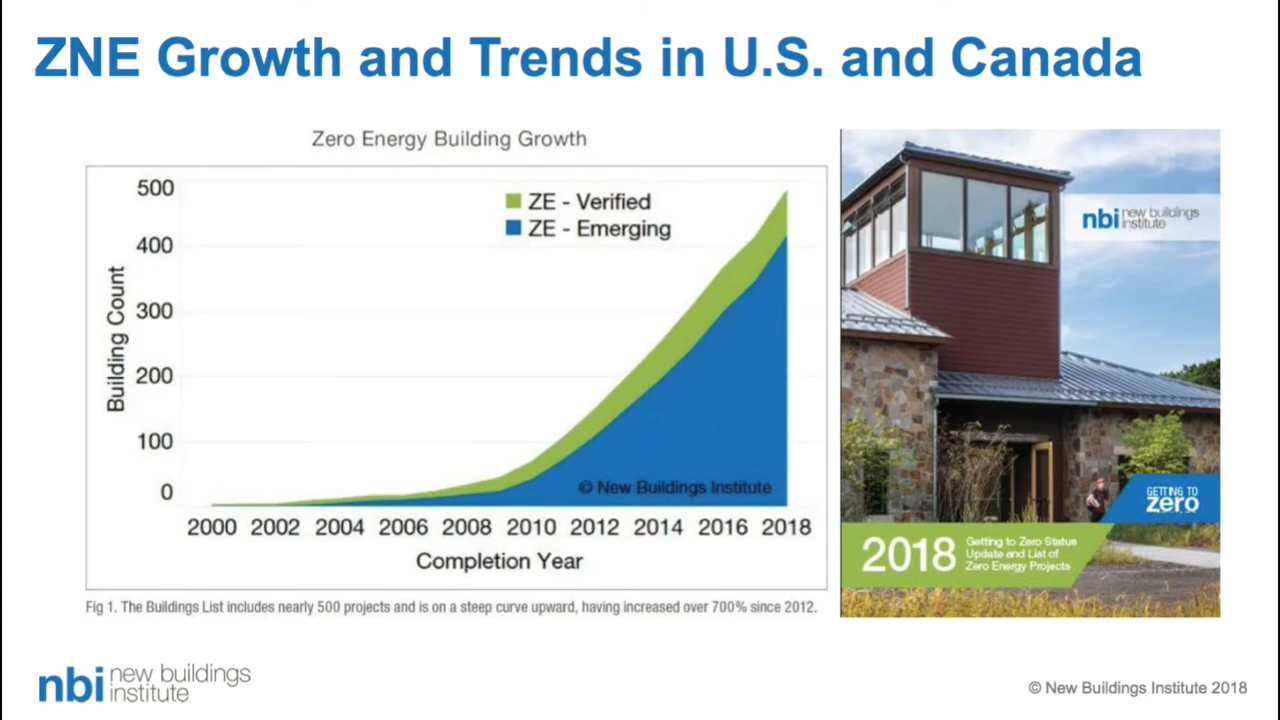 ZNE Growth and Trends in U.S. and Canada
Zero Energy Building Growth
500
400
300
200
100
0
Building Count
ZE - Verified
ZE - Emerging
© New Buildings Institute
2000 2002 2004 2006 2008 2010 2012 2014 2016 2018
Completion Year
Fig 1. The Buildings List includes nearly 500 projects and is on a steep curve upward, having increased over 700% since 2012.
nbi new buildings
institute
GETTING TO
zero
2018
Getting to Zero Status
Update and List of
Zero Energy Projects
nbi new buildings
institute
© New Buildings Institute 2018